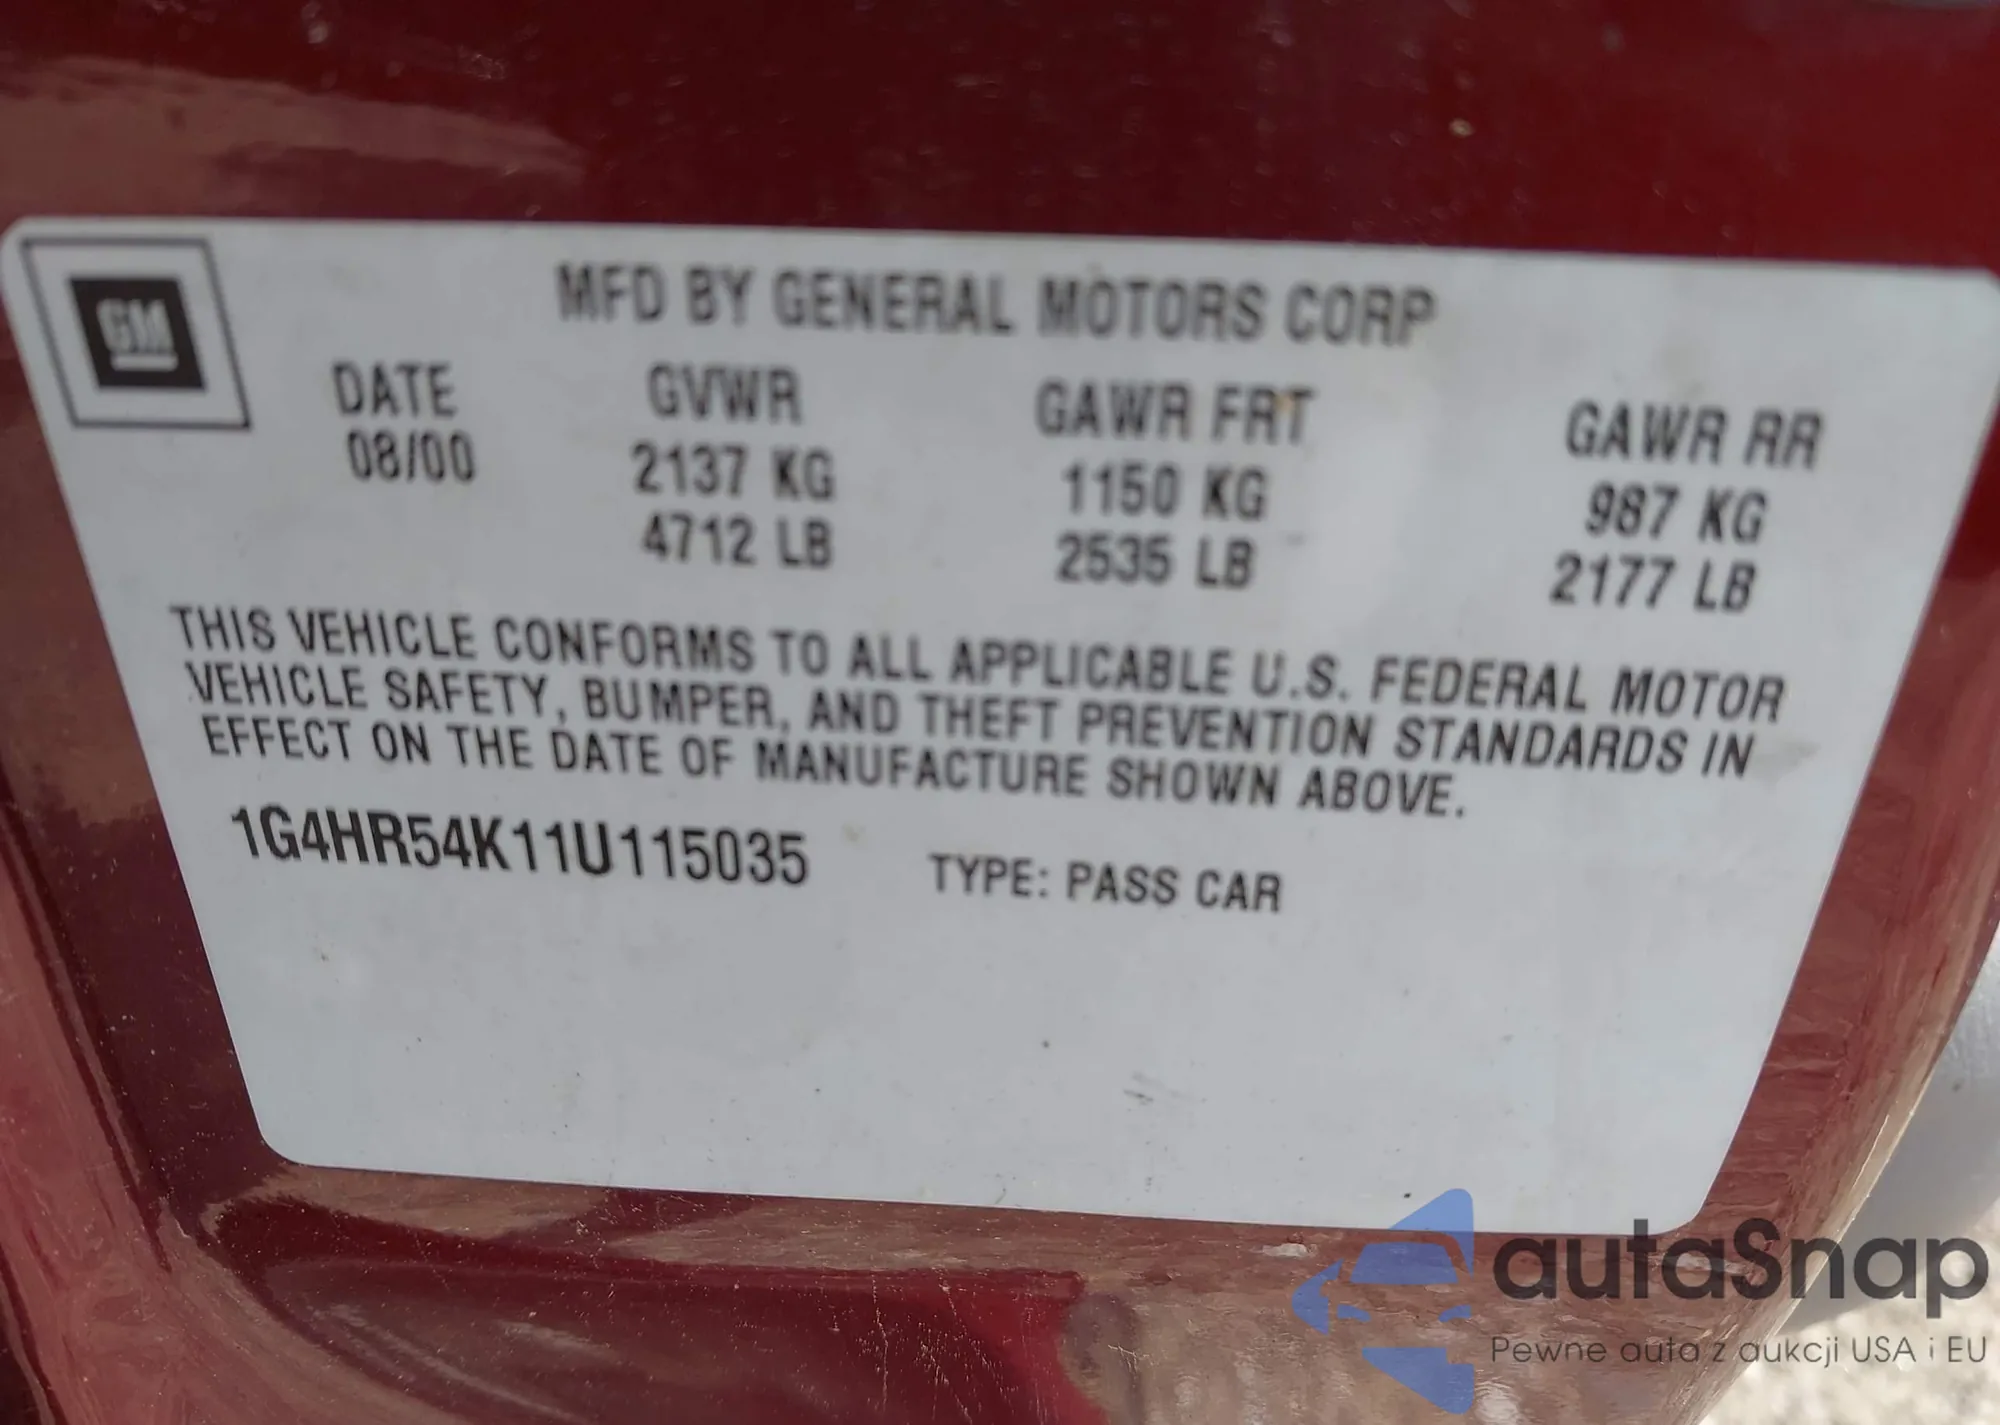 GM
MFD BY GENERAL MOTORS CORP
DATE GVWR GAWR FRT GAWR RR
08/00 2137 KG 1150 KG 987 KG
4712 LB 2535 LB 2177 LB
THIS VEHICLE CONFORMS TO ALL APPLICABLE U.S. FEDERAL MOTOR
VEHICLE SAFETY, BUMPER, AND THEFT PREVENTION STANDARDS IN
EFFECT ON THE DATE OF MANUFACTURE SHOWN ABOVE.
1G4HR54K11U115035 TYPE: PASS CAR
autaSnap
Pewne auta z aukcji USA i EU